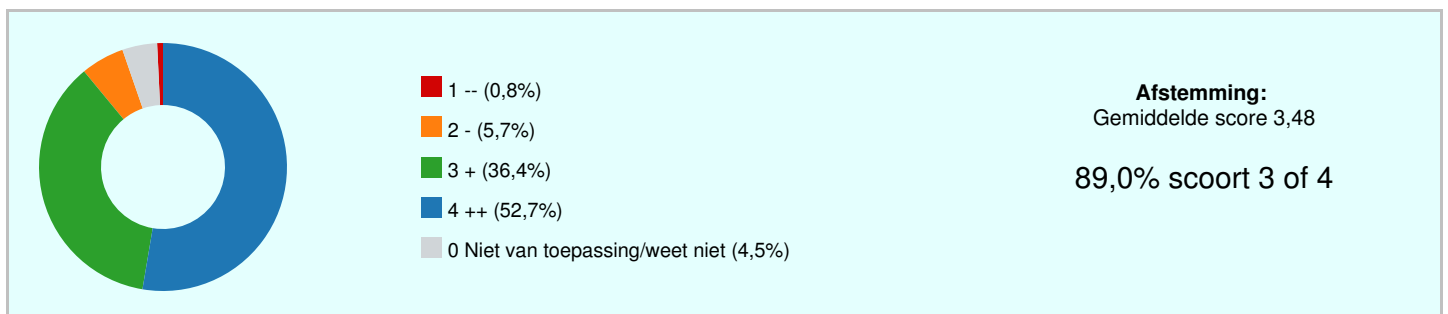 1 -- (0,8%)
2 - (5,7%)
3 + (36,4%)
4 ++ (52,7%)
0 Niet van toepassing/weet niet (4,5%)
Afstemming:
Gemiddelde score 3,48
89,0% scoort 3 of 4